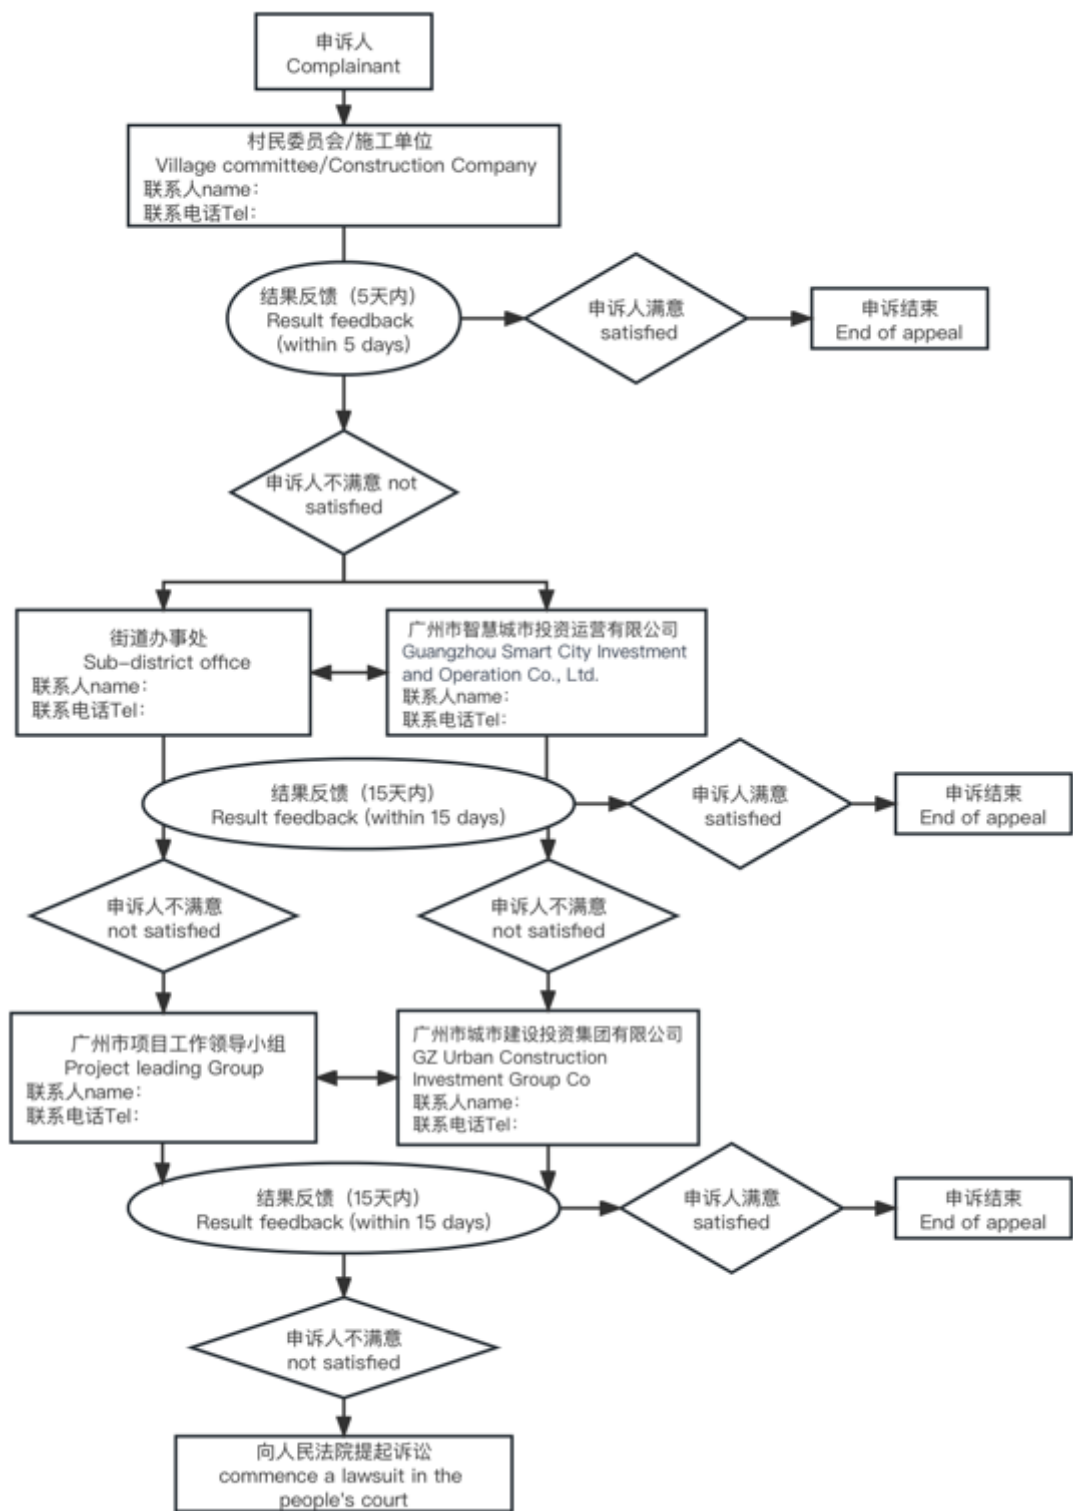 申诉人
Complainant
村民委员会/施工单位
Village committee/Construction Company
联系人name:
联系电话Tel:
结果反馈（5天内）
Result feedback
(within 5 days)
申诉人满意
satisfied
申诉结束
End of appeal
申诉人不满意 not
satisfied
街道办事处
Sub-district office
联系人name:
联系电话Tel:
广州市智慧城市投资运营有限公司
Guangzhou Smart City Investment
and Operation Co., Ltd.
联系人name:
联系电话Tel:
结果反馈（15天内）
Result feedback (within 15 days)
申诉人满意
satisfied
申诉结束
End of appeal
申诉人不满意
not satisfied
申诉人不满意
not satisfied
广州市项目工作领导小组
Project leading Group
联系人name:
联系电话Tel:
广州市城市建设投资集团有限公司
GZ Urban Construction
Investment Group Co
联系人name:
联系电话Tel:
结果反馈（15天内）
Result feedback (within 15 days)
申诉人满意
satisfied
申诉结束
End of appeal
申诉人不满意
not satisfied
向人民法院提起诉讼
commence a lawsuit in the
people's court